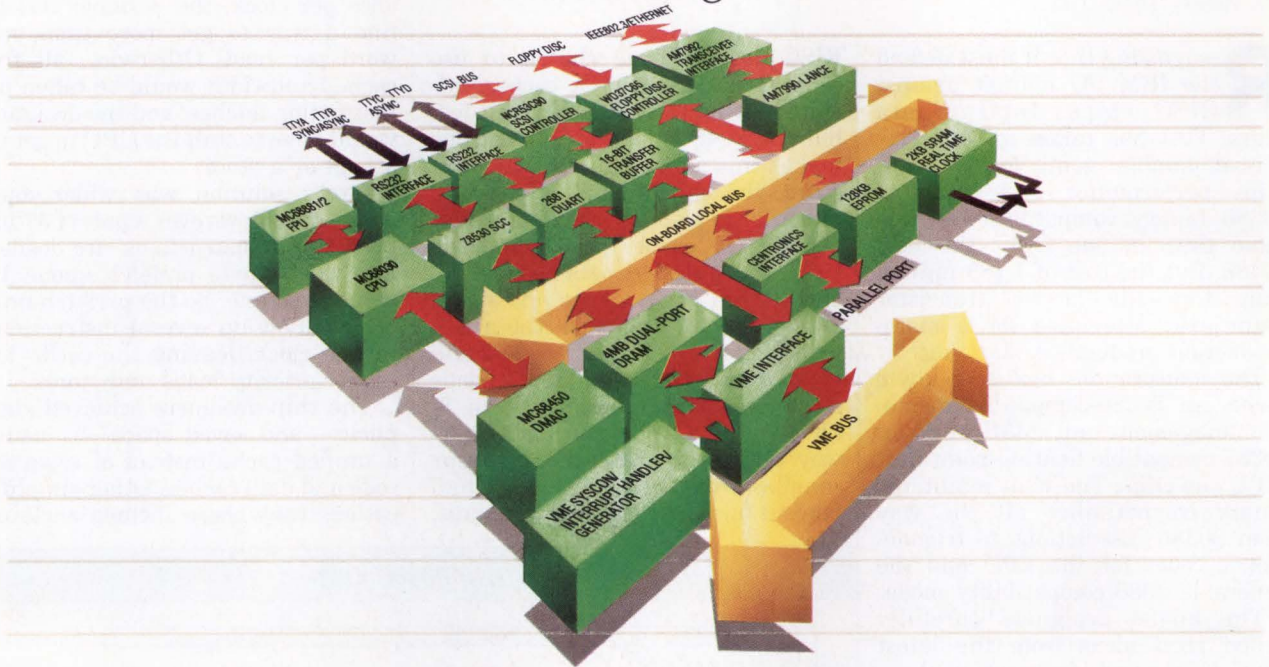 IEEE802.3/ETHERNET
FLOPPY DISC
SCSI BUS
TTYC TTYD
ASYNC
TTYA TTYB
SYNC/ASYNC
AM7992
TRANSCEIVER
INTERFACE
AM7990 LANCE
WD37C65
FLOPPY DISC
CONTROLLER
NCR53C90
SCSI
CONTROLLER
RS232
INTERFACE
RS232
INTERFACE
MC68881/2
FPU
16-BIT
TRANSFER
BUFFER
2681
DUART
Z8530 SCC
MC68030
CPU
2KB SRAM
REAL TIME
CLOCK
128KB
EPROM
ON-BOARD LOCAL BUS
CENTRONICS
INTERFACE
PARALLEL PORT
4MB DUAL-PORT
DRAM
VME INTERFACE
MC68450
DMAC
VME BUS
VME SYSCON/
INTERRUPT HANDLER/
GENERATOR